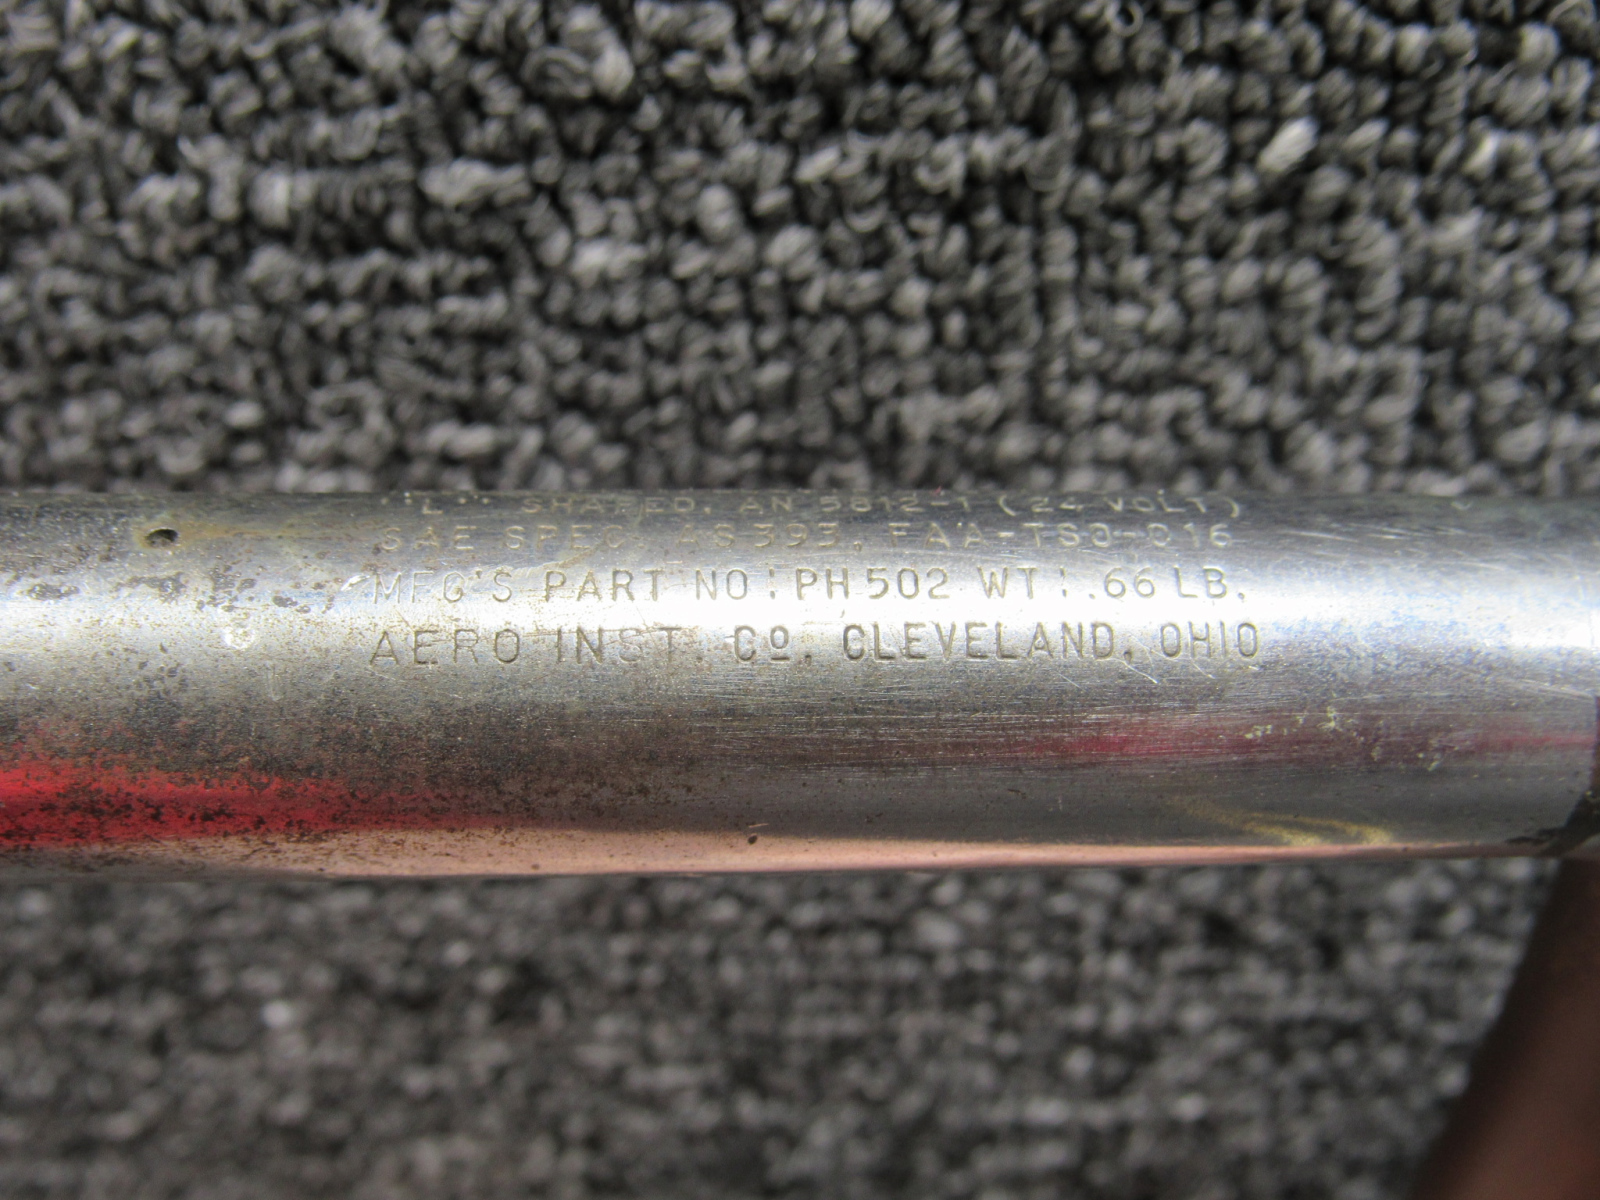 "L" SHAPED. AN 5812-1 (24 VOLT)
SAE SPEC. AS393. FAA-TSO-C16
MFG'S PART NO: PH502 WT: .66 LB.
AERO INST. Co. CLEVELAND. OHIO